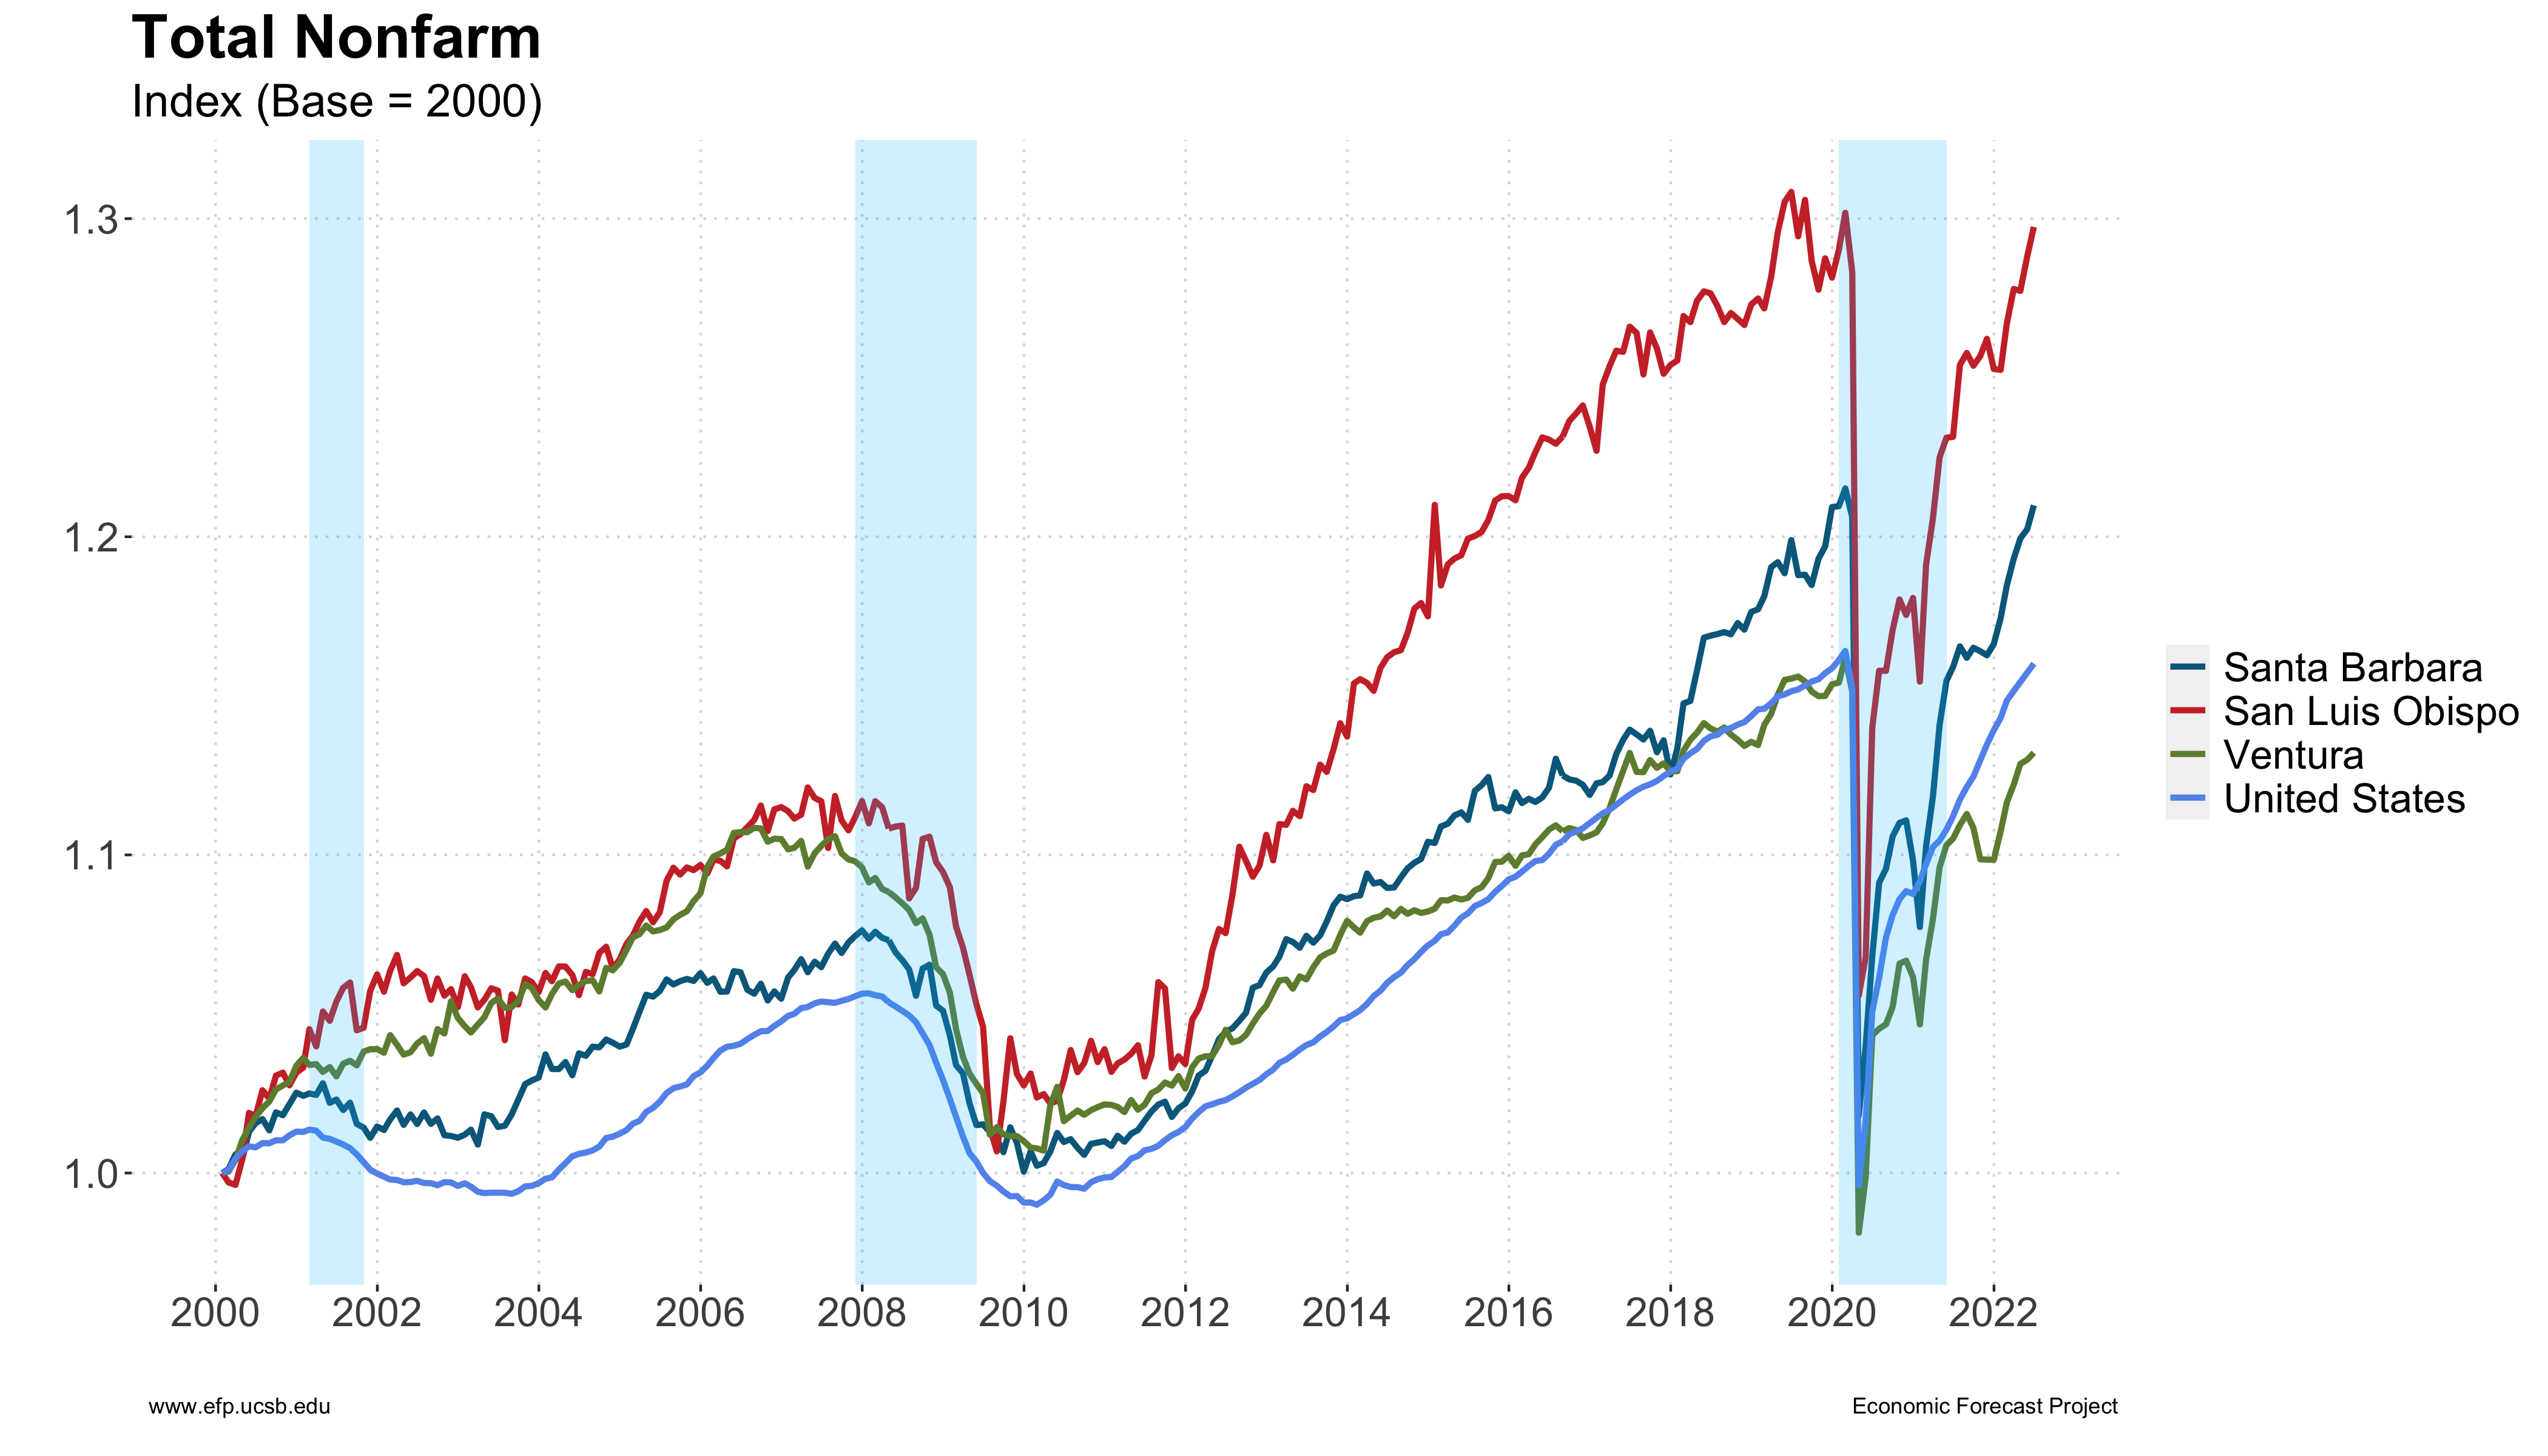 Total Nonfarm
Index (Base = 2000)
1.3
1.2
1.1
1.0
2000 2002 2004 2006 2008 2010 2012 2014 2016 2018 2020 2022
Santa Barbara
San Luis Obispo
Ventura
United States
www.efp.ucsb.edu
Economic Forecast Project